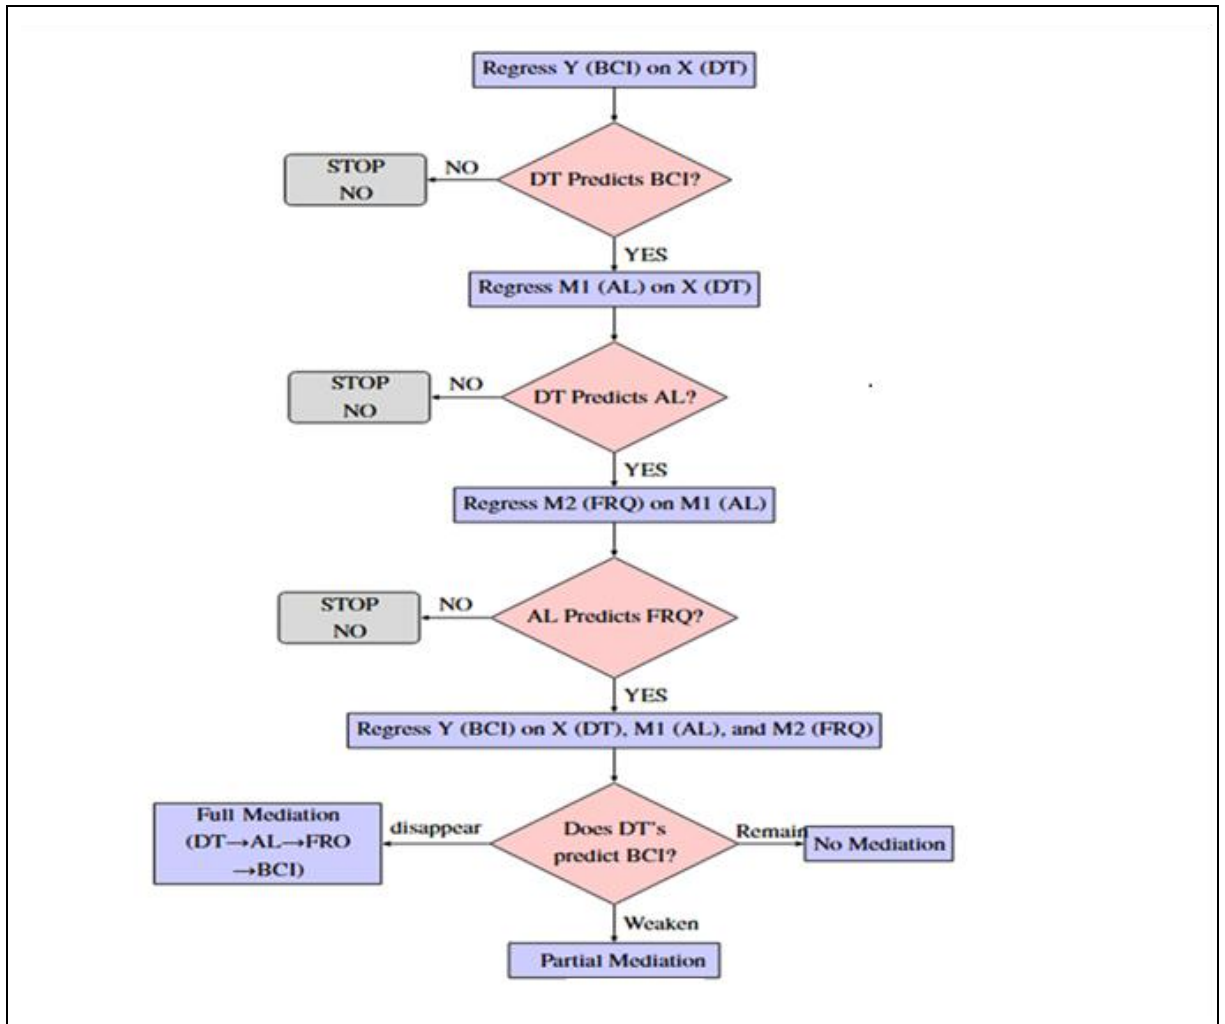 Regress Y (BCI) on X (DT)
STOP
NO
NO
DT Predicts BCI?
YES
Regress M1 (AL) on X (DT)
STOP
NO
NO
DT Predicts AL?
YES
Regress M2 (FRQ) on M1 (AL)
STOP
NO
NO
AL Predicts FRQ?
YES
Regress Y (BCI) on X (DT), M1 (AL), and M2 (FRQ)
Full Mediation
(DT→AL→FRO
→BCI)
disappear
Does DT's
predict BCI?
Remain
No Mediation
Weaken
Partial Mediation